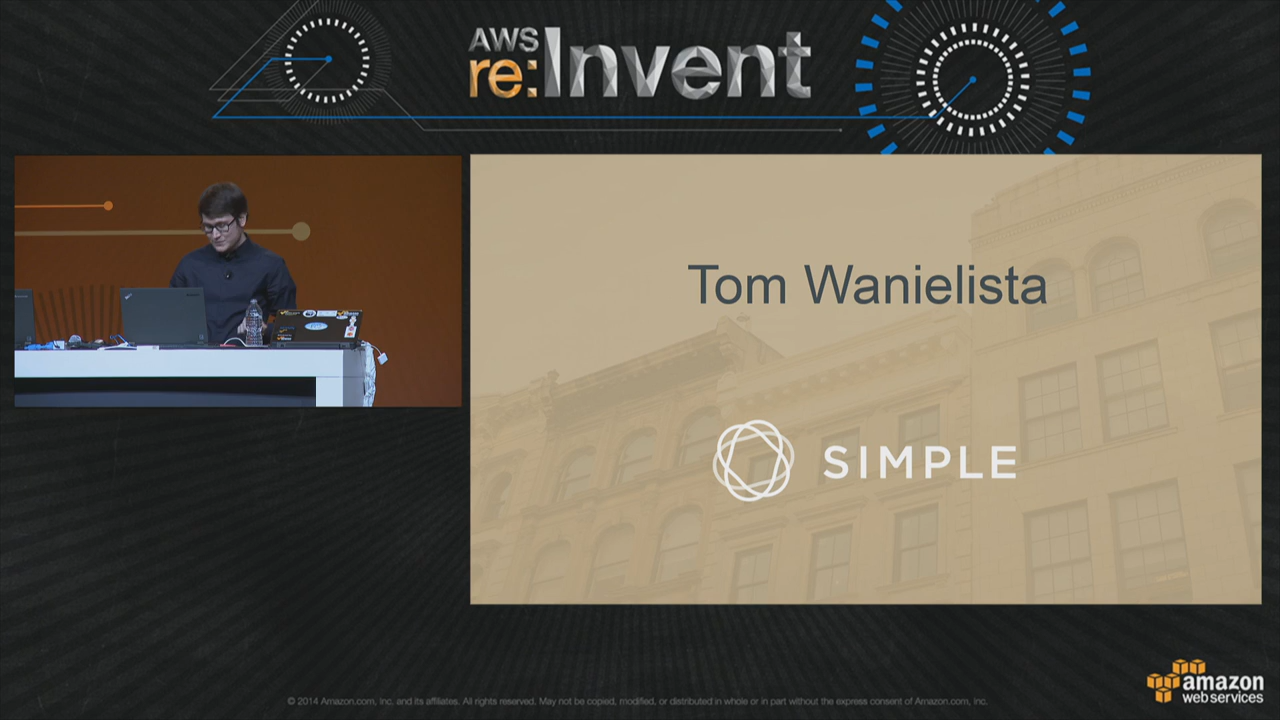 AWS
re:Invent
Tom Wanielista
SIMPLE
© 2014 Amazon.com, Inc. and its affiliates. All rights reserved. May not be copied, modified, or distributed in whole or in part without the express consent of Amazon.com, Inc.
amazon
web services